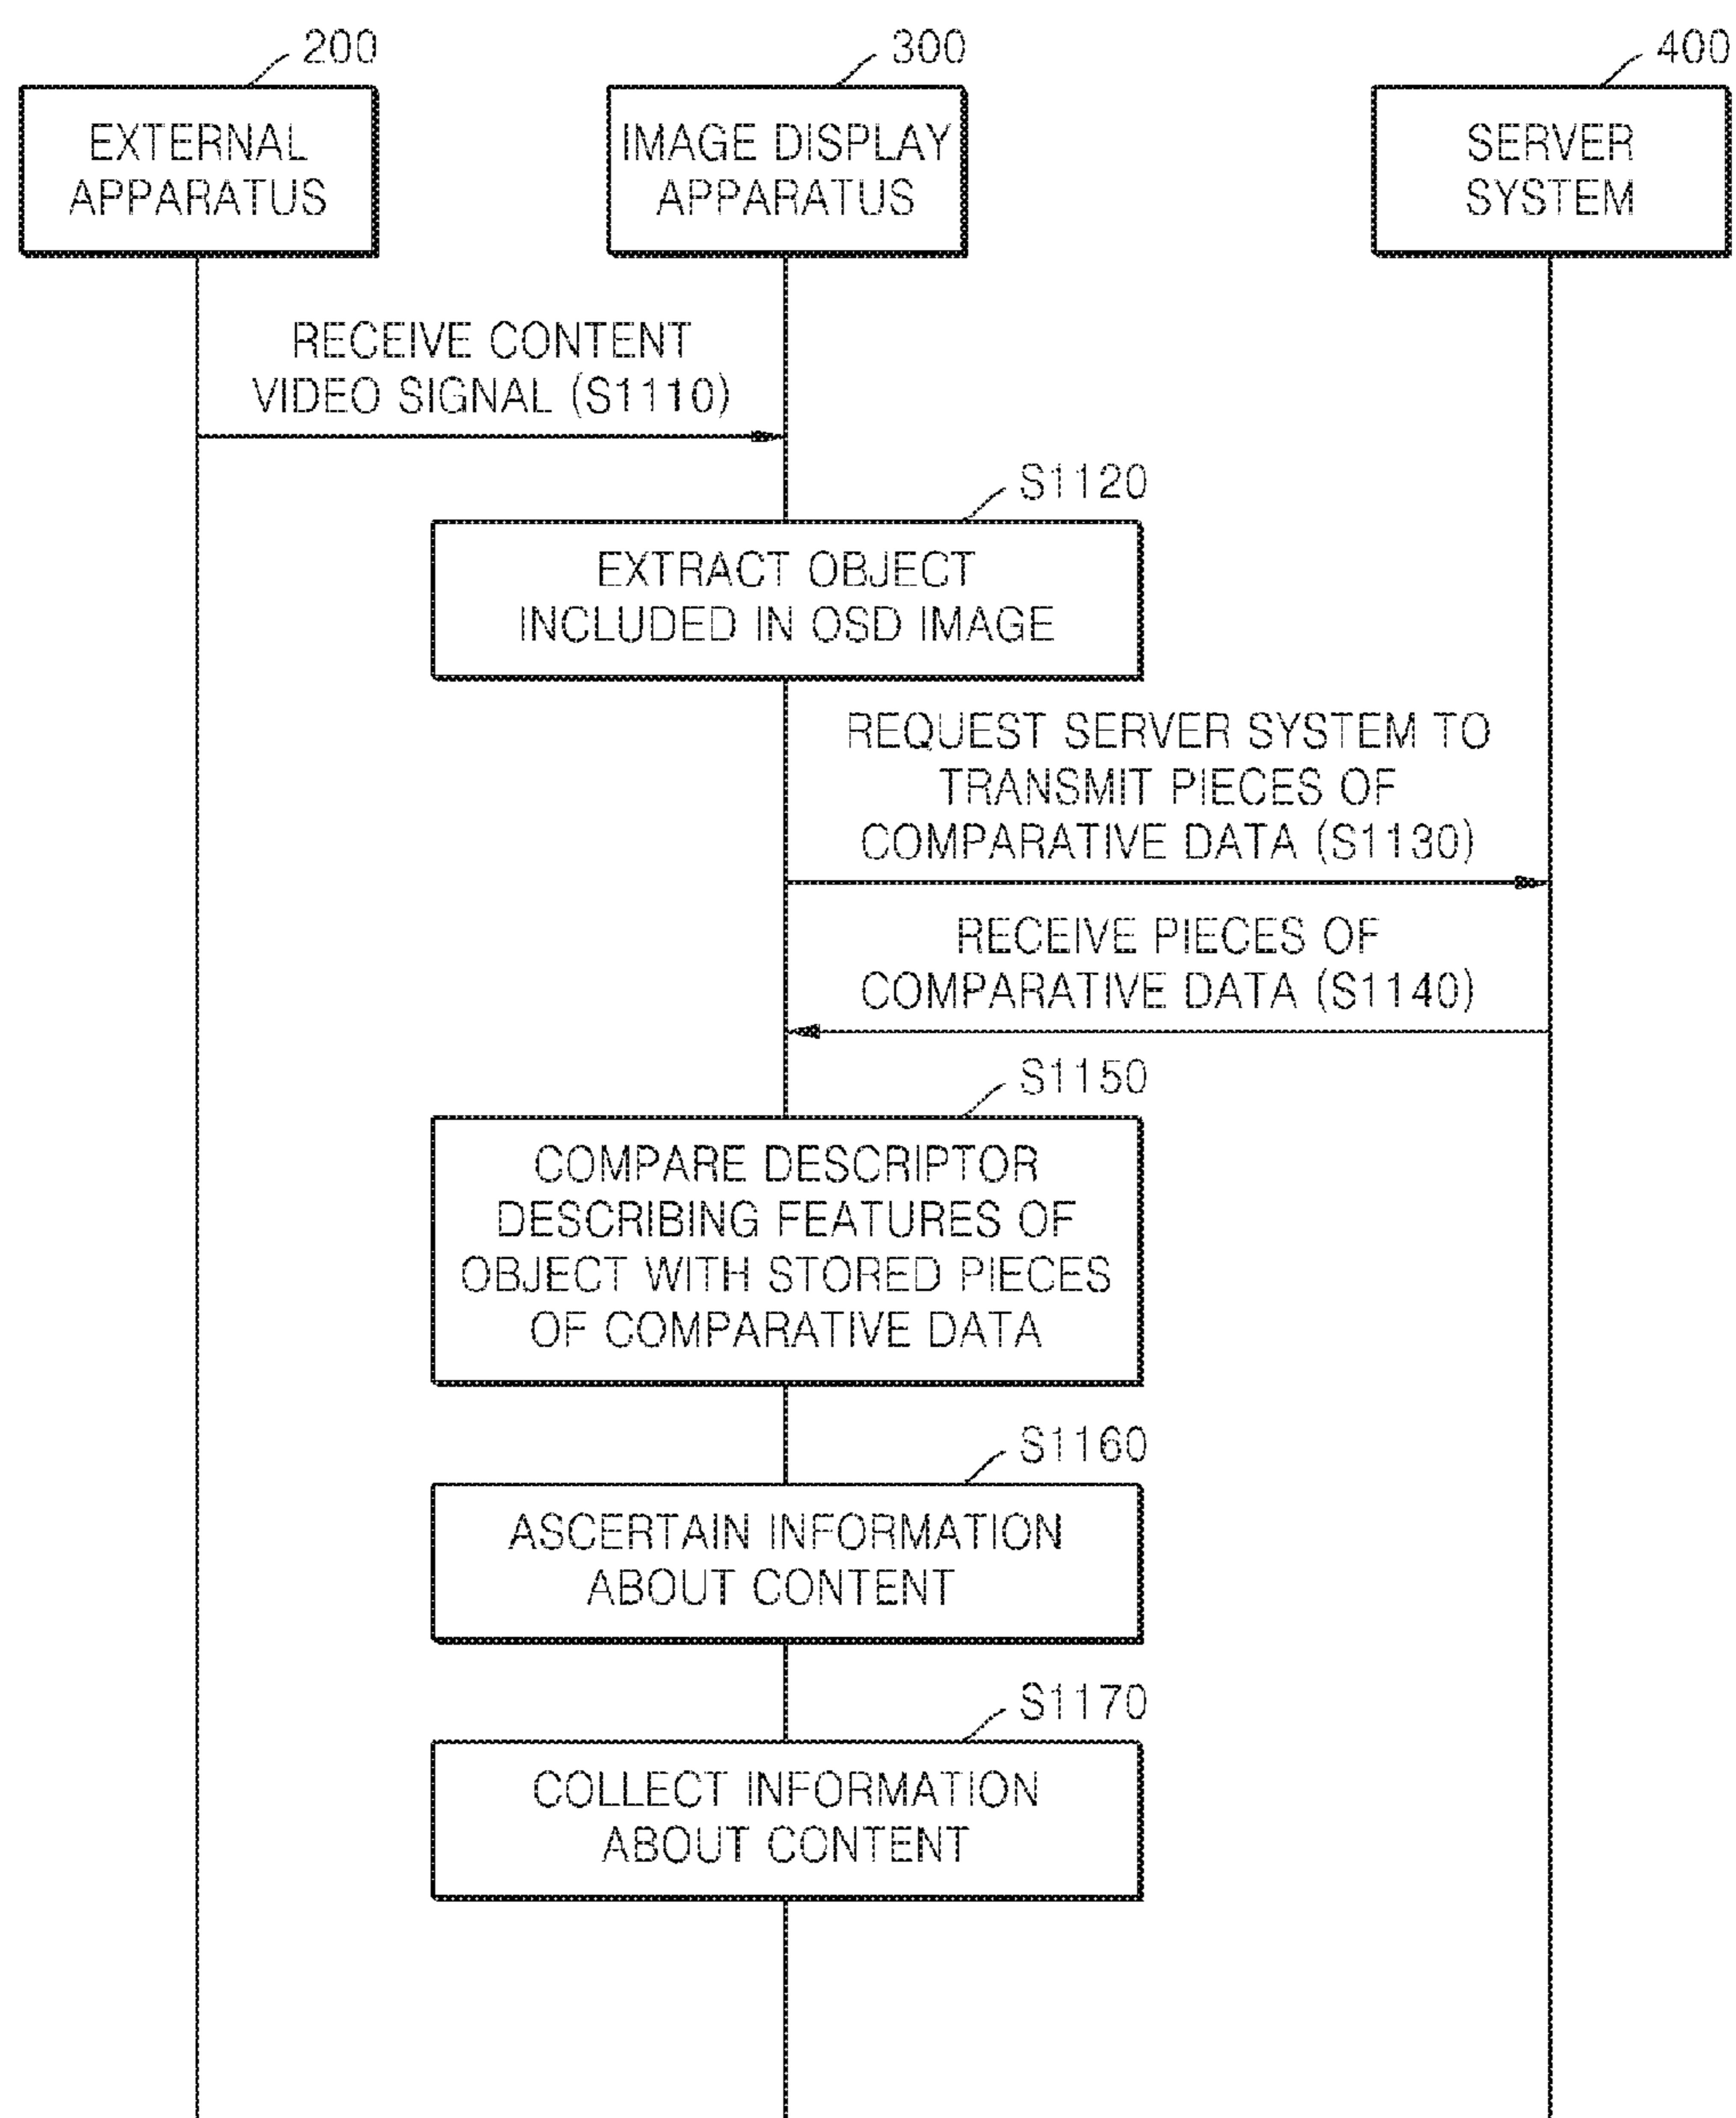 200
300
400
EXTERNAL
APPARATUS
IMAGE DISPLAY
APPARATUS
SERVER
SYSTEM
RECEIVE CONTENT
VIDEO SIGNAL (S1110)
S1120
EXTRACT OBJECT
INCLUDED IN OSD IMAGE
REQUEST SERVER SYSTEM TO
TRANSMIT PIECES OF
COMPARATIVE DATA (S1130)
RECEIVE PIECES OF
COMPARATIVE DATA (S1140)
S1150
COMPARE DESCRIPTOR
DESCRIBING FEATURES OF
OBJECT WITH STORED PIECES
OF COMPARATIVE DATA
S1160
ASCERTAIN INFORMATION
ABOUT CONTENT
S1170
COLLECT INFORMATION
ABOUT CONTENT